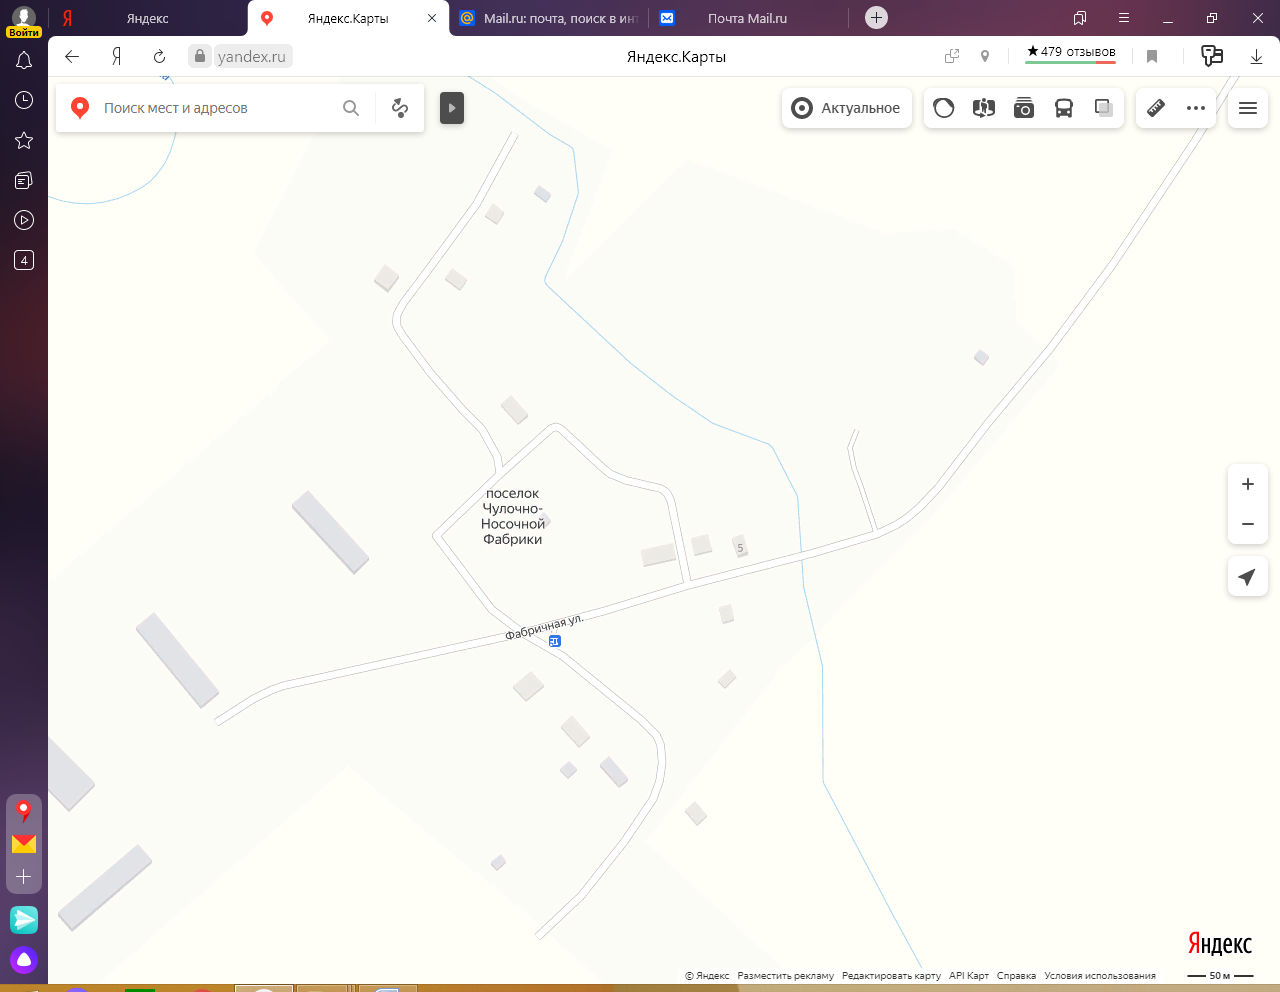 Войти
Я
Яндекс
Яндекс.Карты
Mail.ru: почта, поиск в инт
Почта Mail.ru
Я
yandex.ru
Яндекс.Карты
★479 отзывов
Поиск мест и адресов
Актуальное
4
поселок
Чулочно-
Носочной
Фабрики
5
Фабричная ул.
Яндекс
© Яндекс Разместить рекламу Редактировать карту API Карт Справка Условия использования
50 м